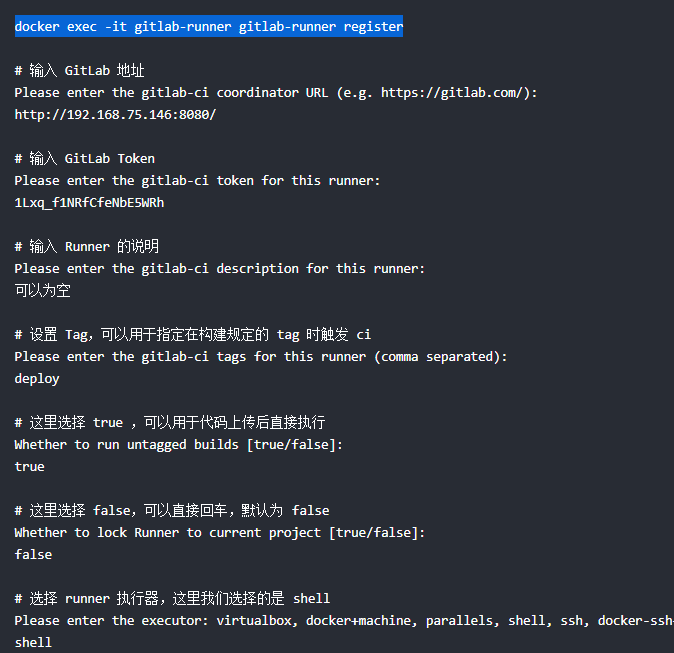 docker exec -it gitlab-runner gitlab-runner register
# 输入 GitLab 地址
Please enter the gitlab-ci coordinator URL (e.g. https://gitlab.com/):
http://192.168.75.146:8080/
# 输入 GitLab Token
Please enter the gitlab-ci token for this runner:
1Lxq_f1NRfCfeNbE5WRh
# 输入 Runner 的说明
Please enter the gitlab-ci description for this runner:
可以为空
# 设置 Tag，可以用于指定在构建规定的 tag 时触发 ci
Please enter the gitlab-ci tags for this runner (comma separated):
deploy
# 这里选择 true ，可以用于代码上传后直接执行
Whether to run untagged builds [true/false]:
true
# 这里选择 false，可以直接回车，默认为 false
Whether to lock Runner to current project [true/false]:
false
# 选择 runner 执行器，这里我们选择的是 shell
Please enter the executor: virtualbox, docker+machine, parallels, shell, ssh, docker-ssh
shell